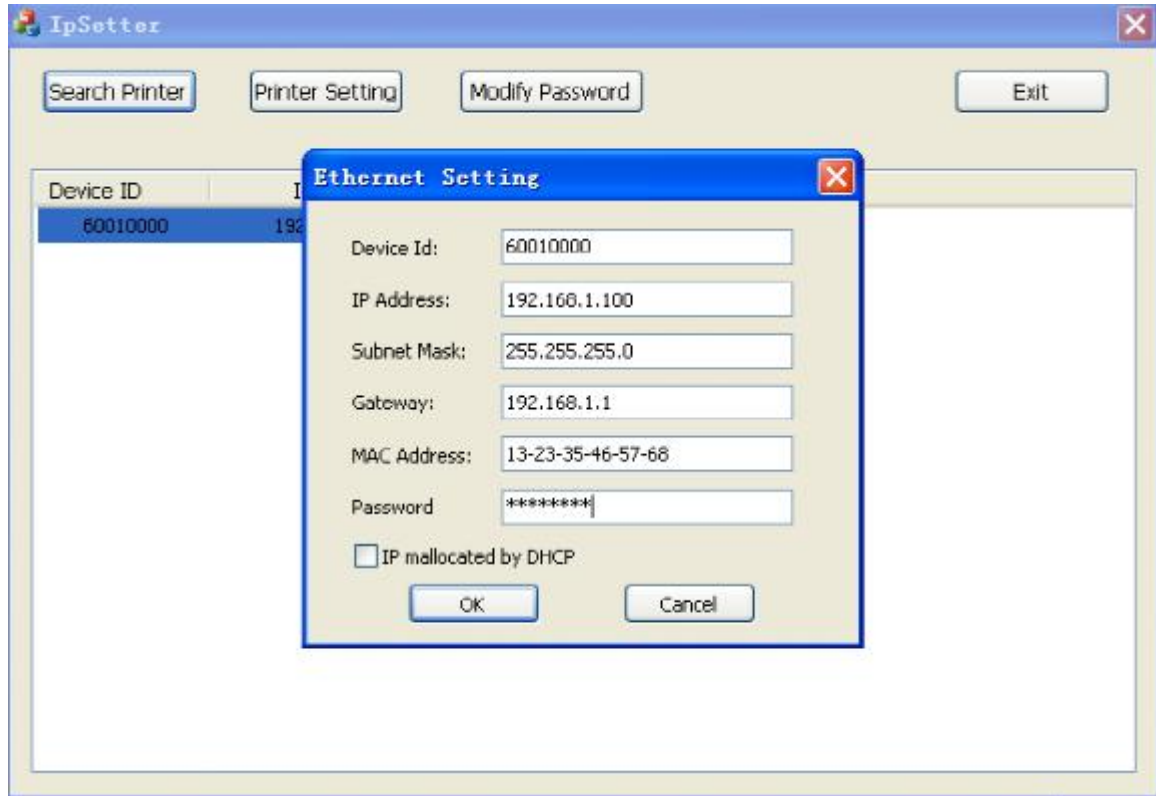 IpSetter
Search Printer Printer Setting Modify Password Exit
Device ID
60010000 192
Ethernet Setting
Device Id: 60010000
IP Address: 192.168.1.100
Subnet Mask: 255.255.255.0
Gateway: 192.168.1.1
MAC Address: 13-23-35-46-57-68
Password ********
IP mallocated by DHCP
OK Cancel